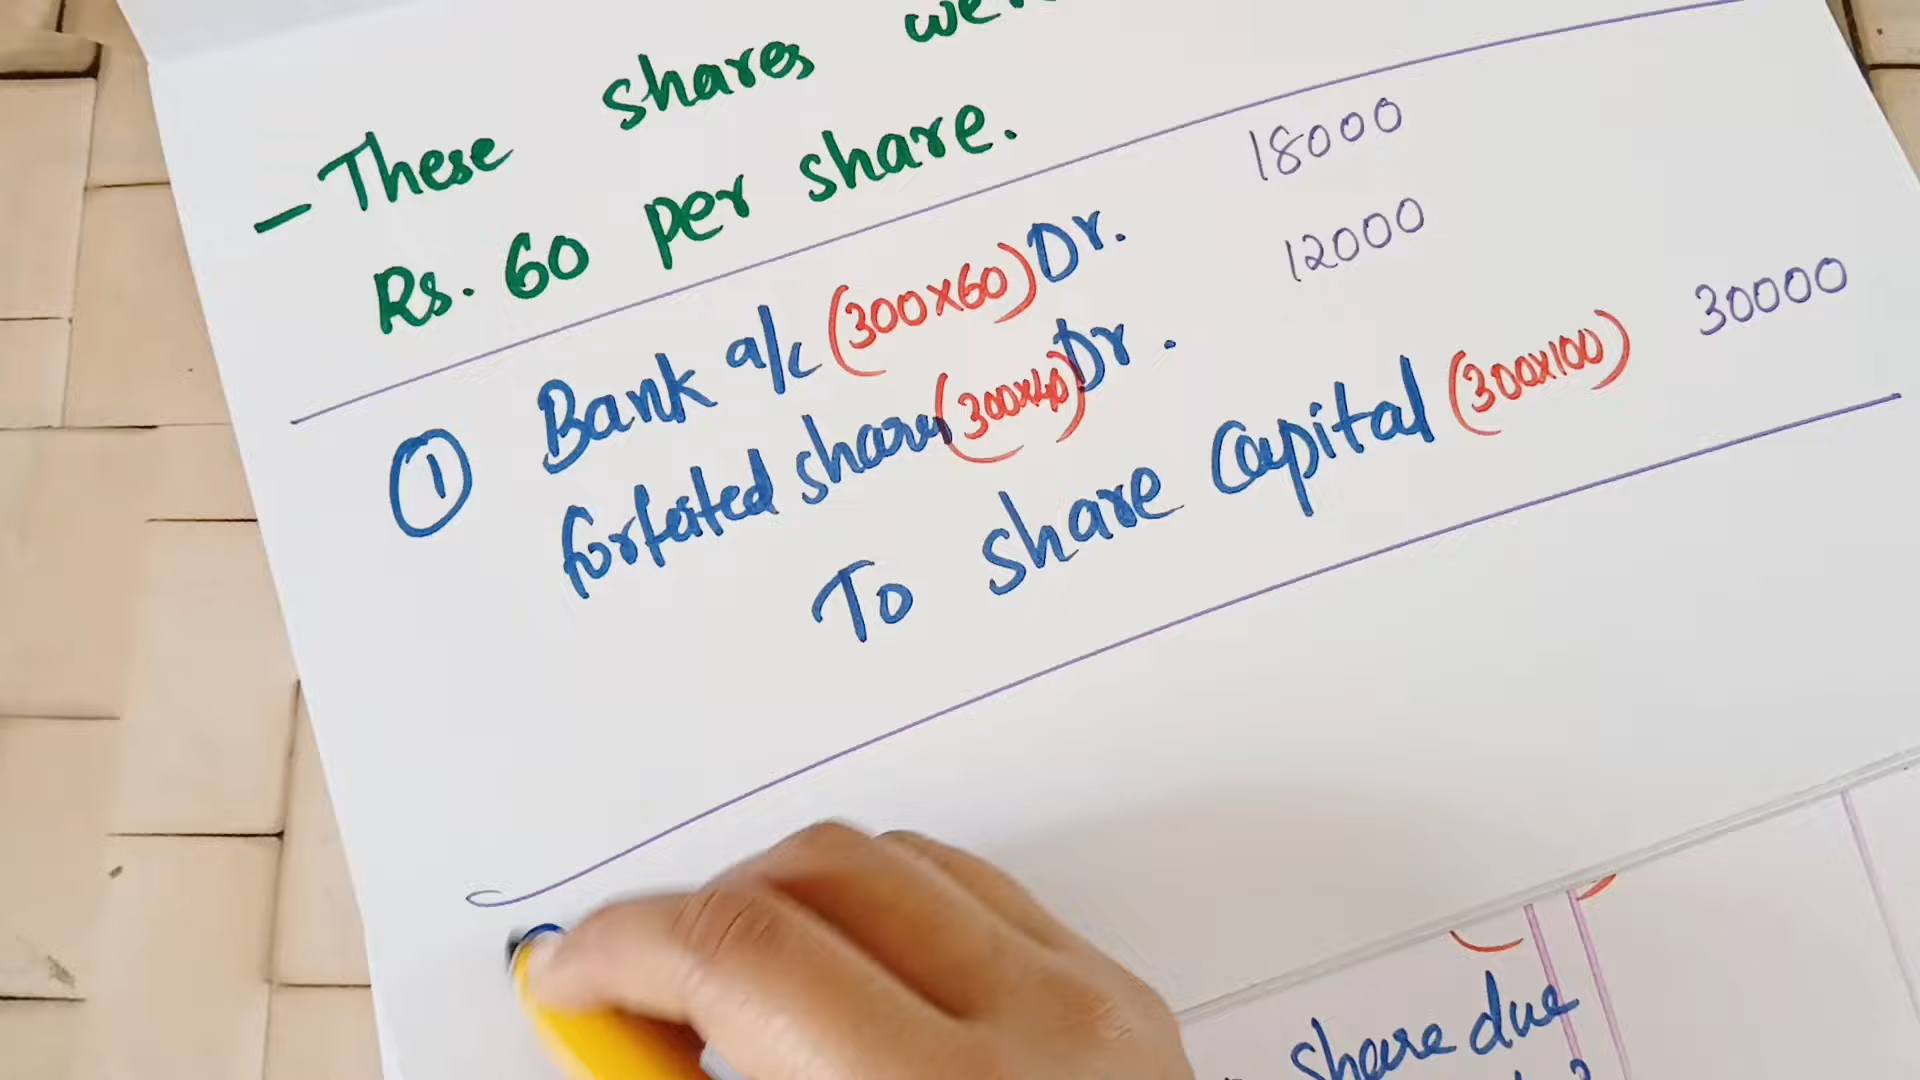 - These shares were
Rs. 60 per share.
① Bank a/c (300×60) Dr. 18000
forfeited share (300×40) Dr. 12000
To share Capital (300×100) 30000
share due